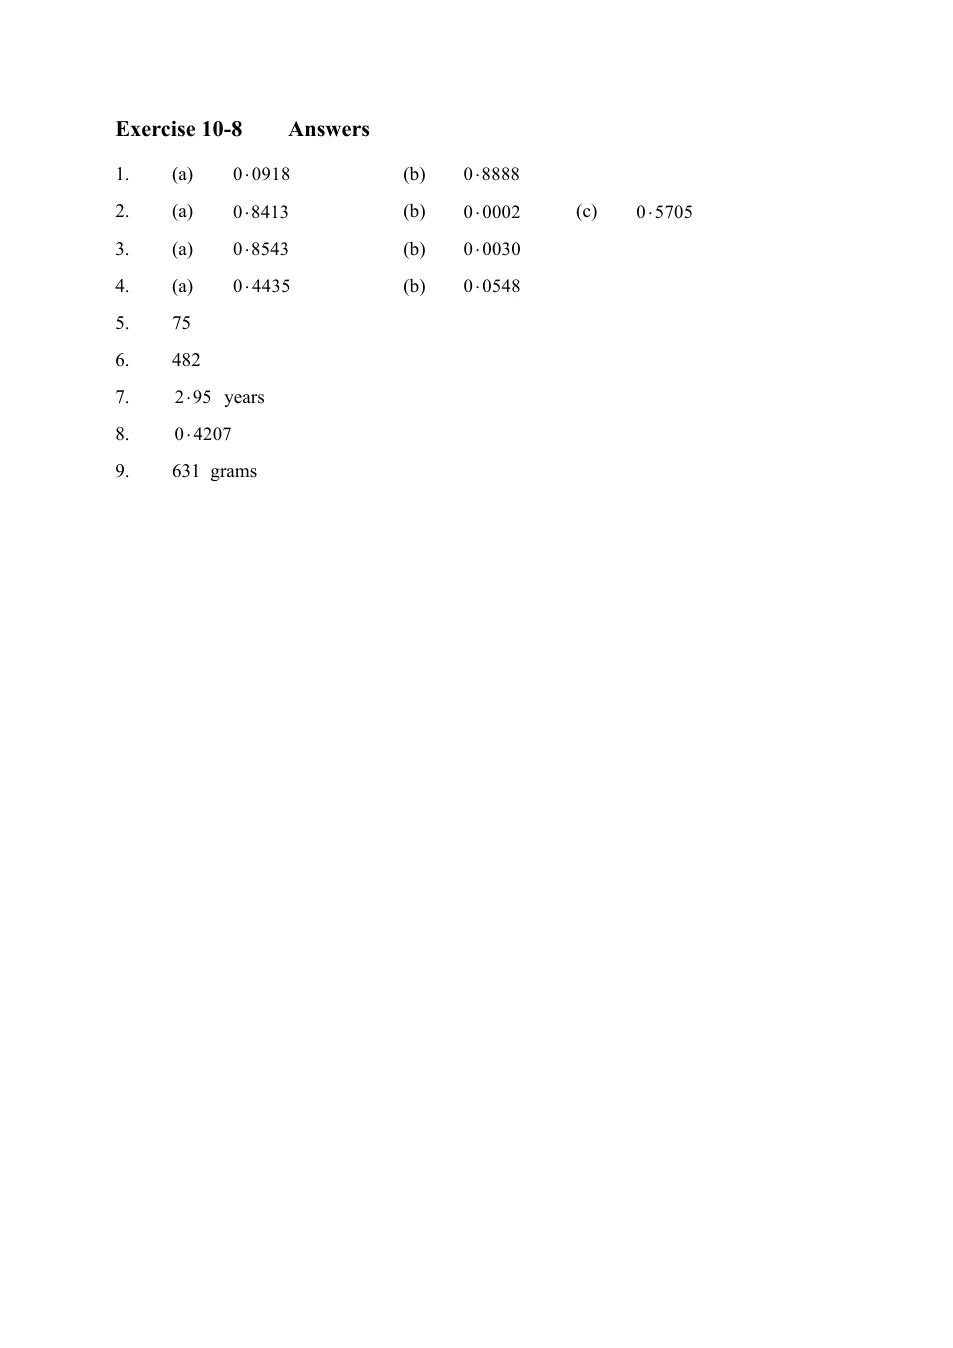 Exercise 10-8 Answers
1. (a) 0·0918 (b) 0·8888
2. (a) 0·8413 (b) 0·0002 (c) 0·5705
3. (a) 0·8543 (b) 0·0030
4. (a) 0·4435 (b) 0·0548
5. 75
6. 482
7. 2·95 years
8. 0·4207
9. 631 grams